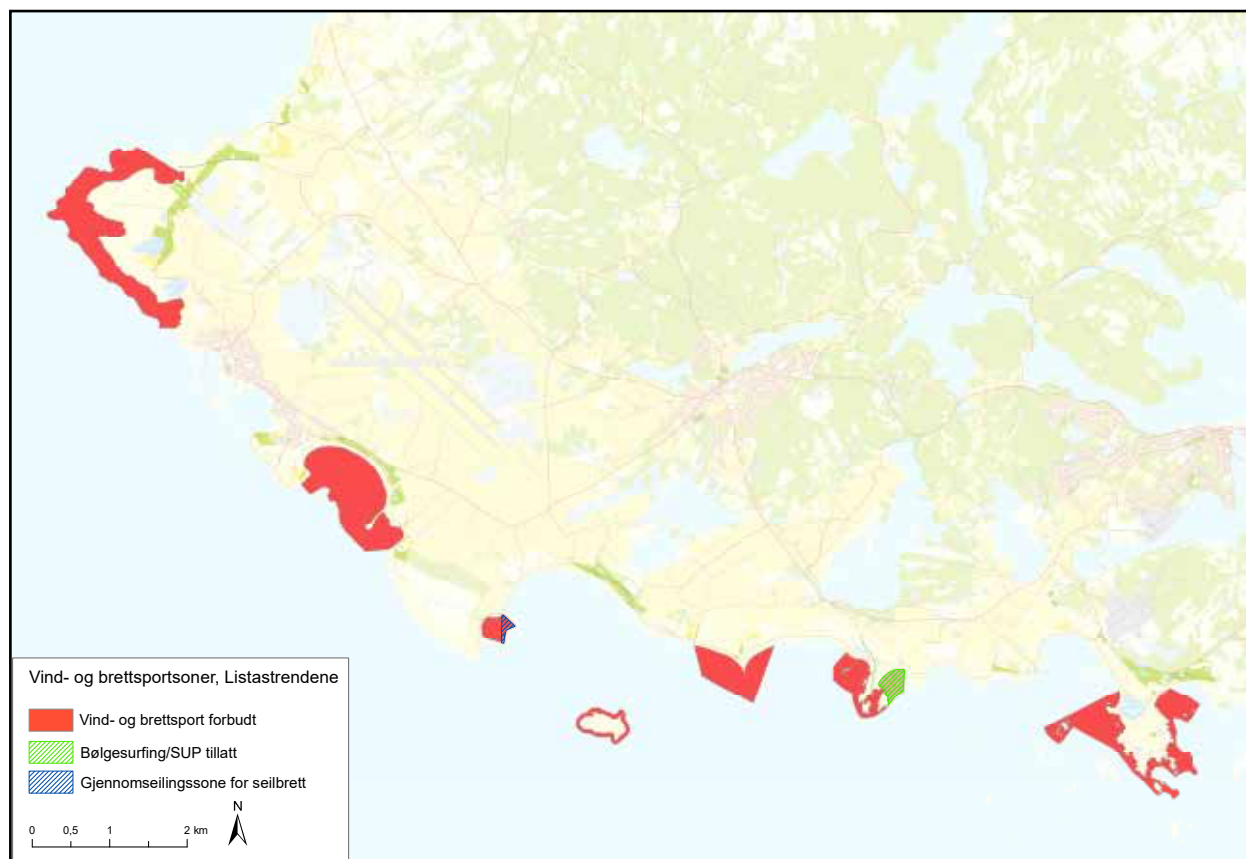 Vind- og brettsportsoner, Listastrendene
Vind- og brettsport forbudt
Bølgesurfing/SUP tillatt
Gjennomseilingssone for seilbrett
N
0 0,5 1 2 km